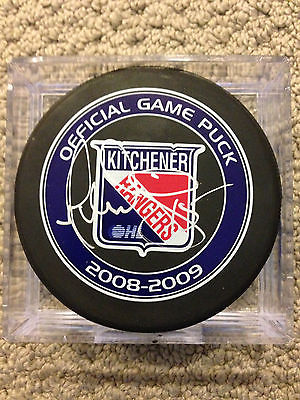 OFFICIAL GAME PUCK
KITCHENER
RANGERS
OHL
2008-2009